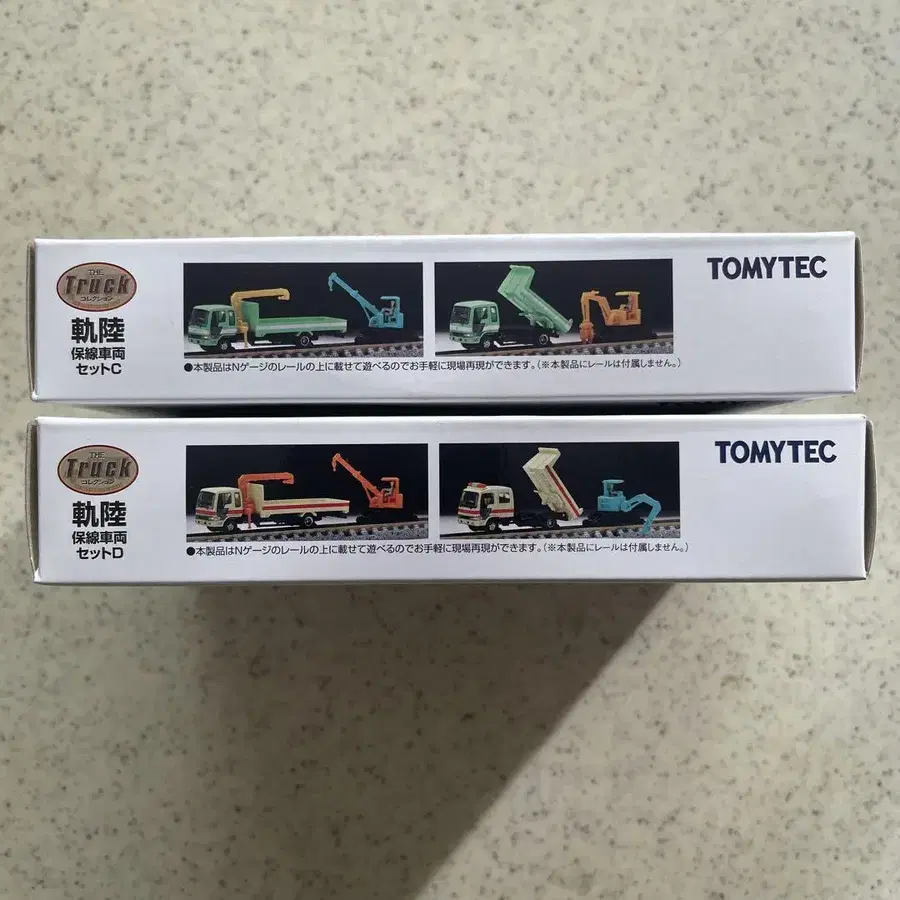 THE
Truck
コレクション
軌陸
保線車両
セットC
●本製品はNゲージのレールの上に載せて遊べるのでお手軽に現場再現ができます。(※本製品にレールは付属しません。)
TOMYTEC
THE
Truck
コレクション
軌陸
保線車両
セットD
●本製品はNゲージのレールの上に載せて遊べるのでお手軽に現場再現ができます。(※本製品にレールは付属しません。)
TOMYTEC